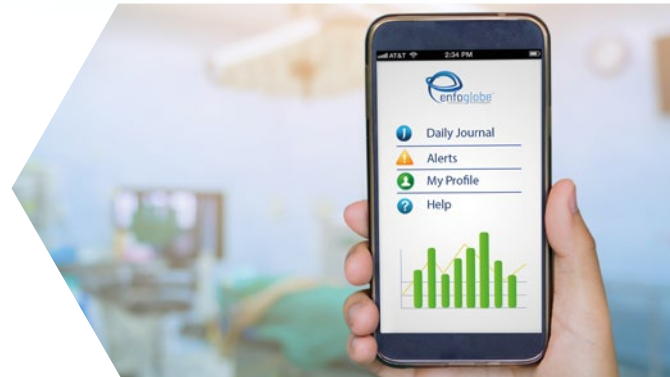 AT&T 2:34 PM
enfoglobe
Daily Journal
Alerts
My Profile
Help